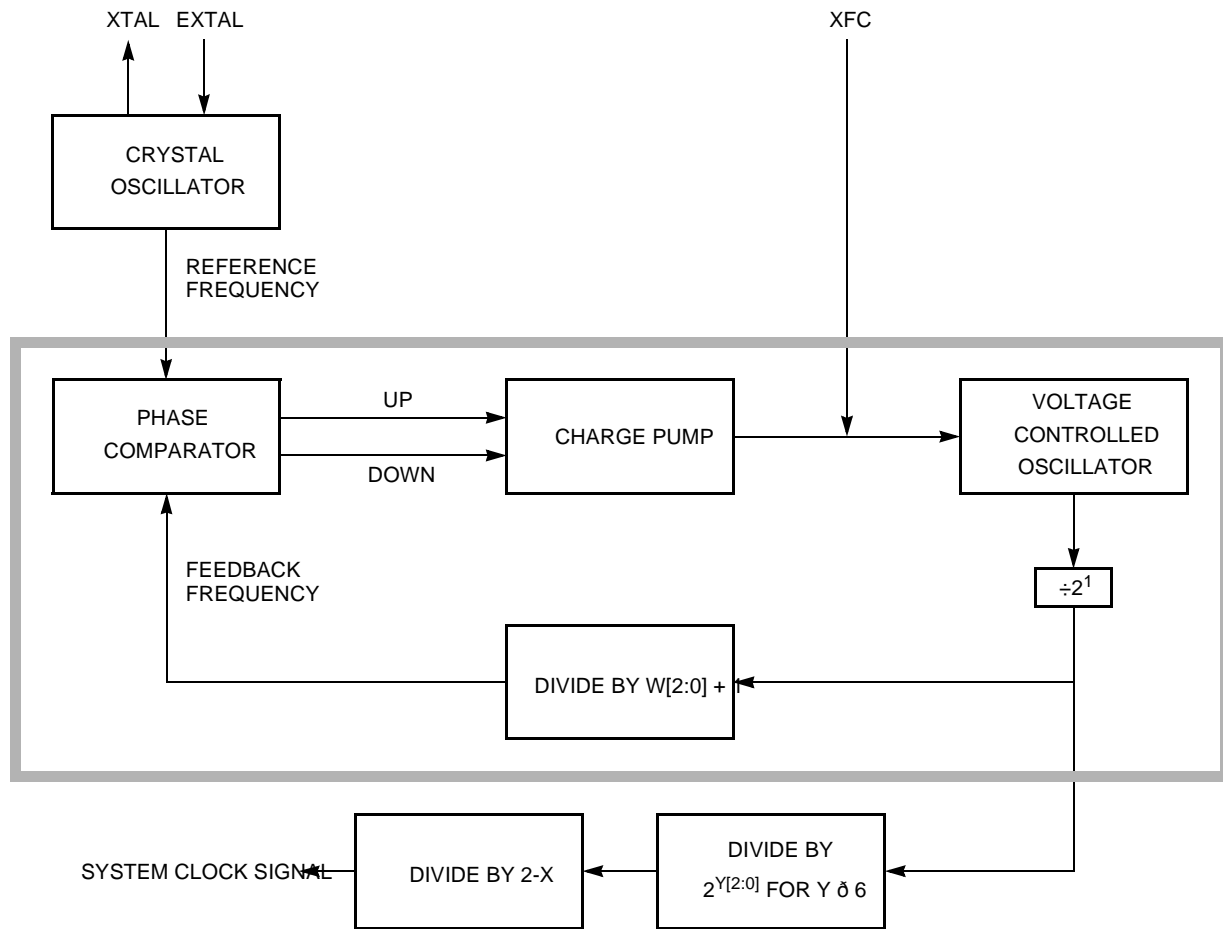 XTAL EXTAL
XFC
CRYSTAL
OSCILLATOR
REFERENCE
FREQUENCY
PHASE
COMPARATOR
UP
DOWN
CHARGE PUMP
VOLTAGE
CONTROLLED
OSCILLATOR
FEEDBACK
FREQUENCY
÷2¹
DIVIDE BY W[2:0] + 1
SYSTEM CLOCK SIGNAL
DIVIDE BY 2-X
DIVIDE BY
2^Y[2:0] FOR Y ð 6